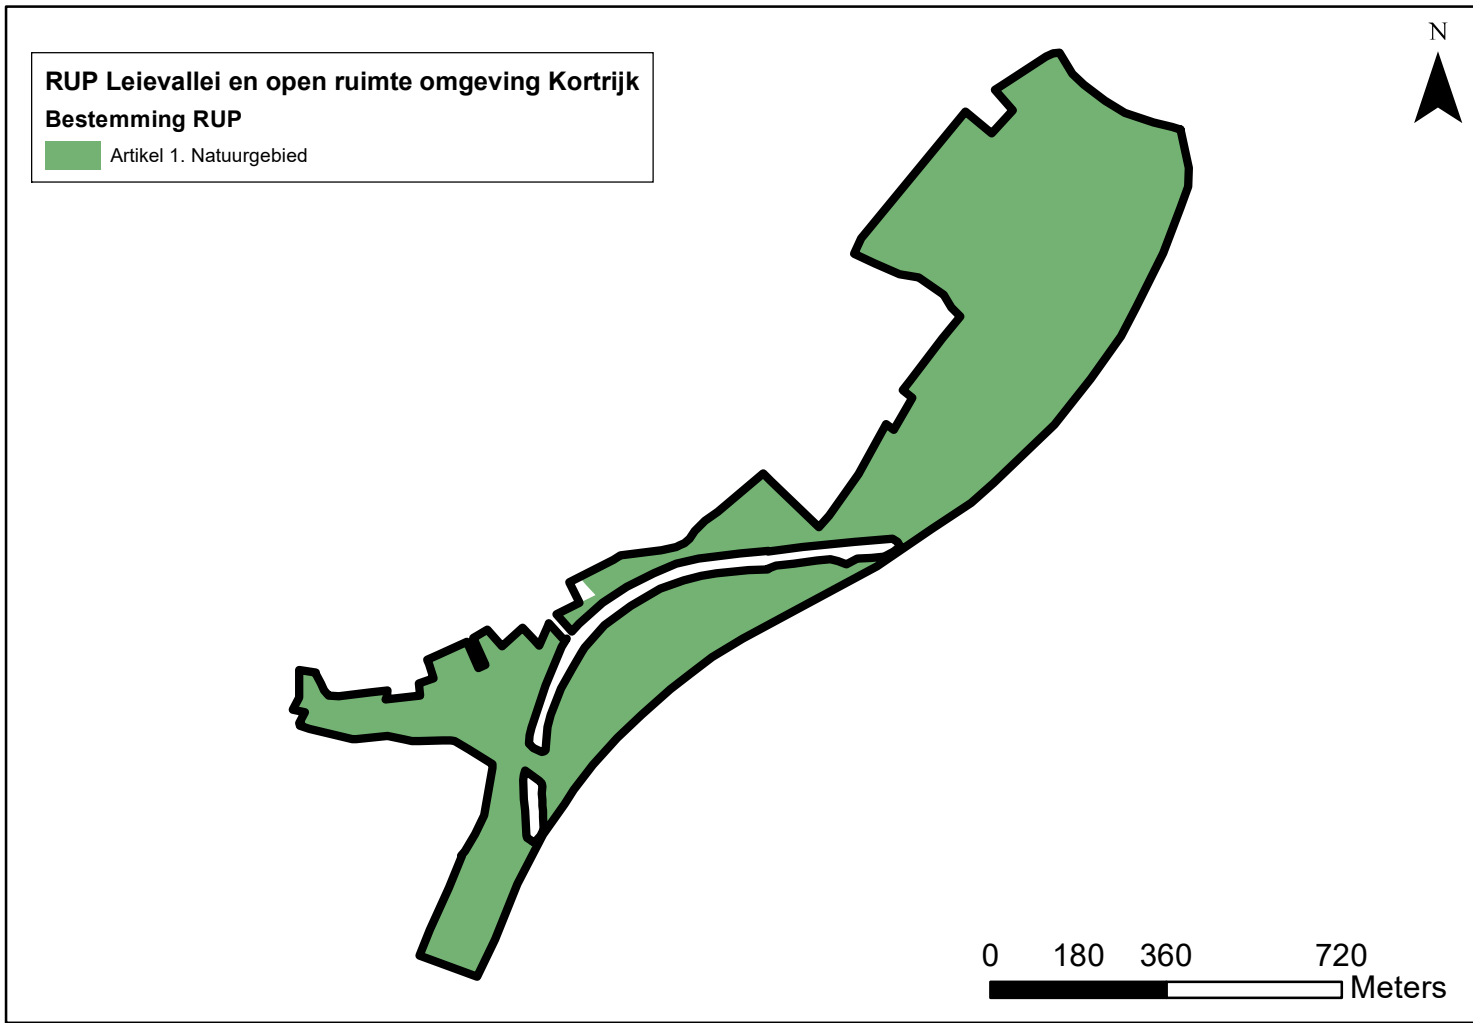 N
RUP Leievallei en open ruimte omgeving Kortrijk
Bestemming RUP
Artikel 1. Natuurgebied
0 180 360 720
Meters